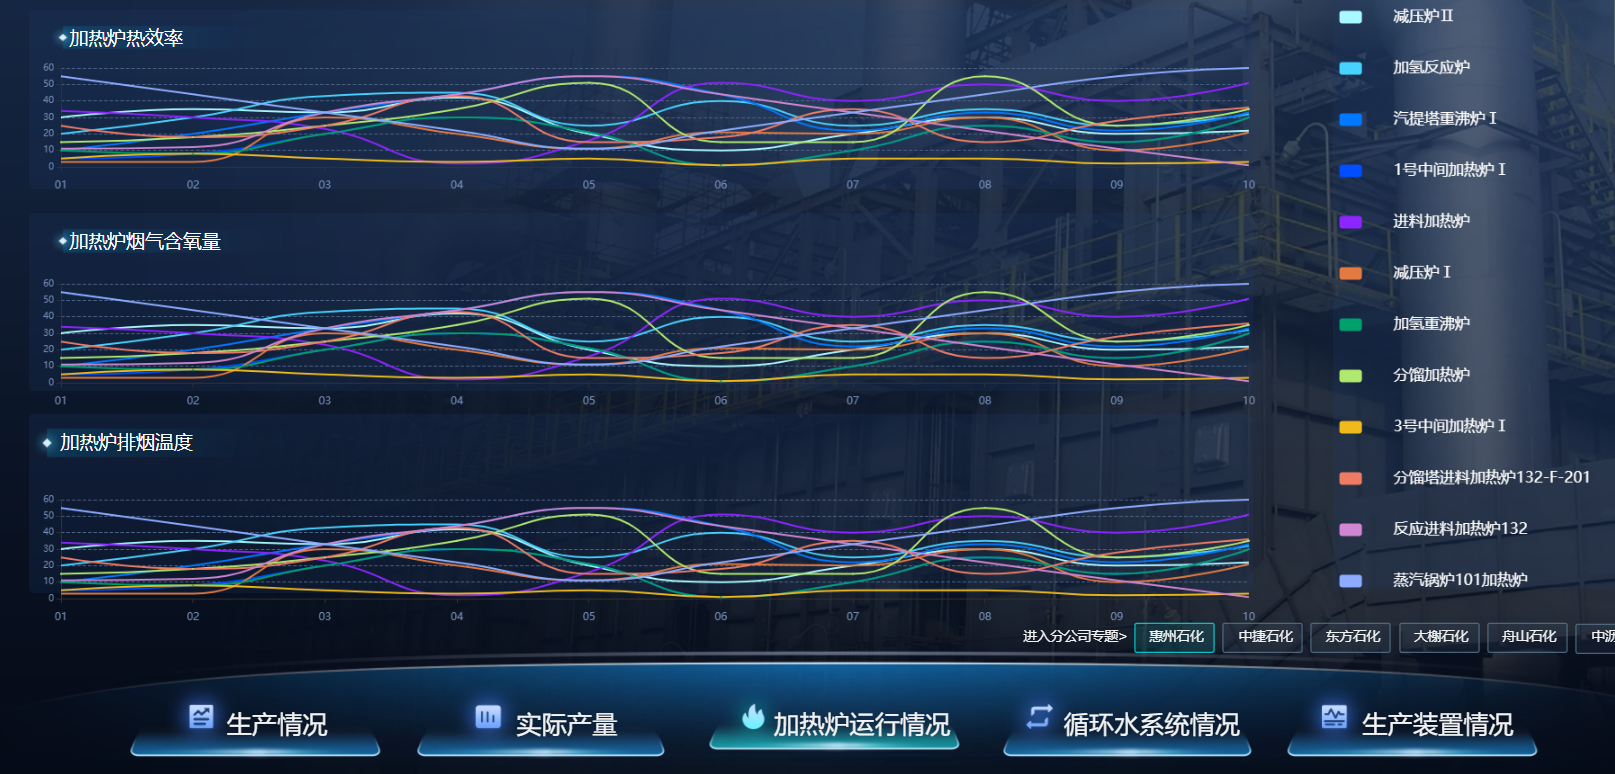 加热炉热效率
60
50
40
30
20
10
0
01 02 03 04 05 06 07 08 09 10
加热炉烟气含氧量
60
50
40
30
20
10
0
01 02 03 04 05 06 07 08 09 10
加热炉排烟温度
60
50
40
30
20
10
0
01 02 03 04 05 06 07 08 09 10
减压炉Ⅱ
加氢反应炉
汽提塔重沸炉Ⅰ
1号中间加热炉Ⅰ
进料加热炉
减压炉Ⅰ
加氢重沸炉
分馏加热炉
3号中间加热炉Ⅰ
分馏塔进料加热炉132-F-201
反应进料加热炉132
蒸汽锅炉101加热炉
进入分公司专题> 惠州石化 中捷石化 东方石化 大榭石化 舟山石化 中沥
生产情况 实际产量 加热炉运行情况 循环水系统情况 生产装置情况